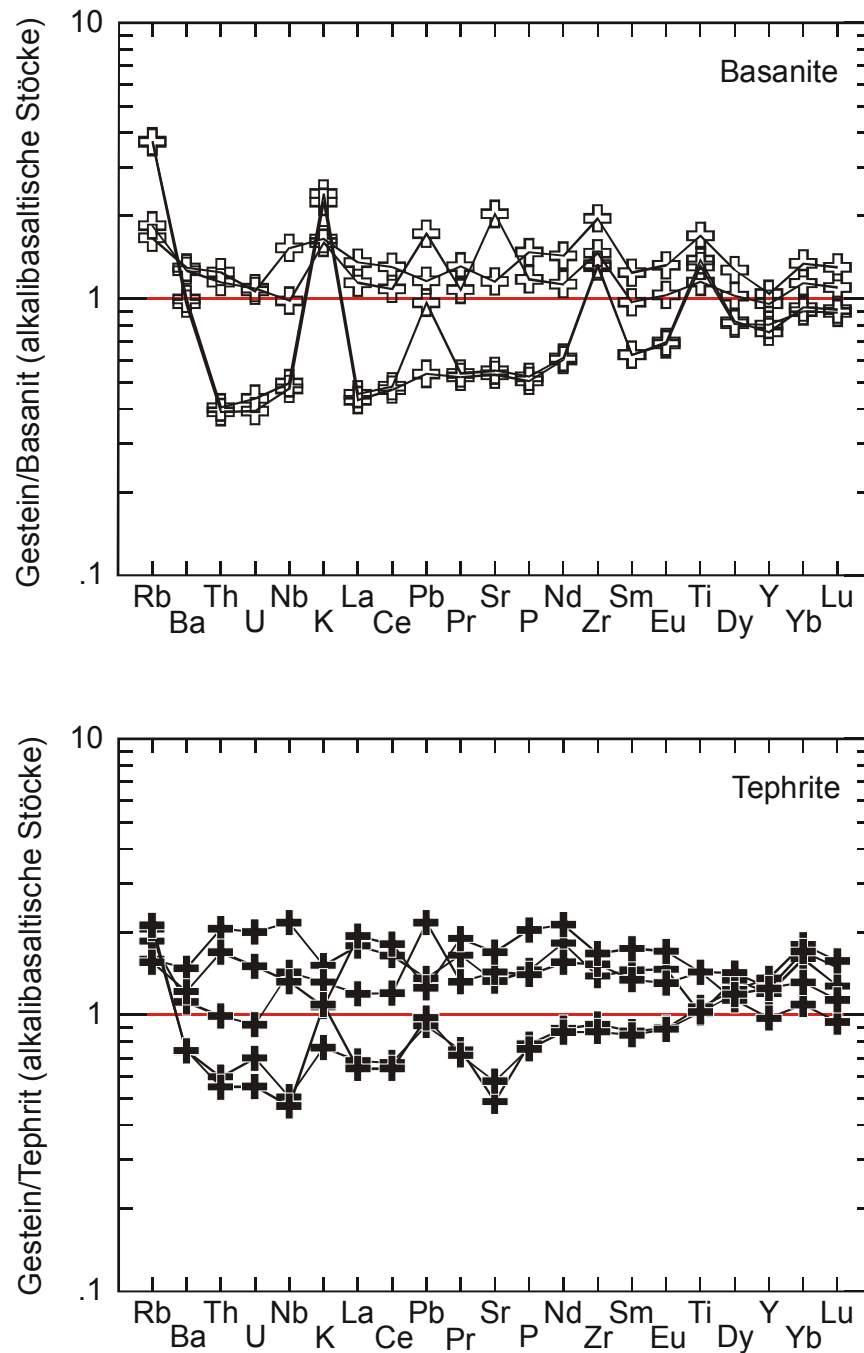 Gestein/Basanit (alkalibasaltische Stöcke)
10
1
.1
Basanite
Rb Th Nb La Pb Sr Nd Sm Ti Y Lu
Ba U K Ce Pr P Zr Eu Dy Yb
Gestein/Tephrit (alkalibasaltische Stöcke)
10
1
.1
Tephrite
Rb Th Nb La Pb Sr Nd Sm Ti Y Lu
Ba U K Ce Pr P Zr Eu Dy Yb